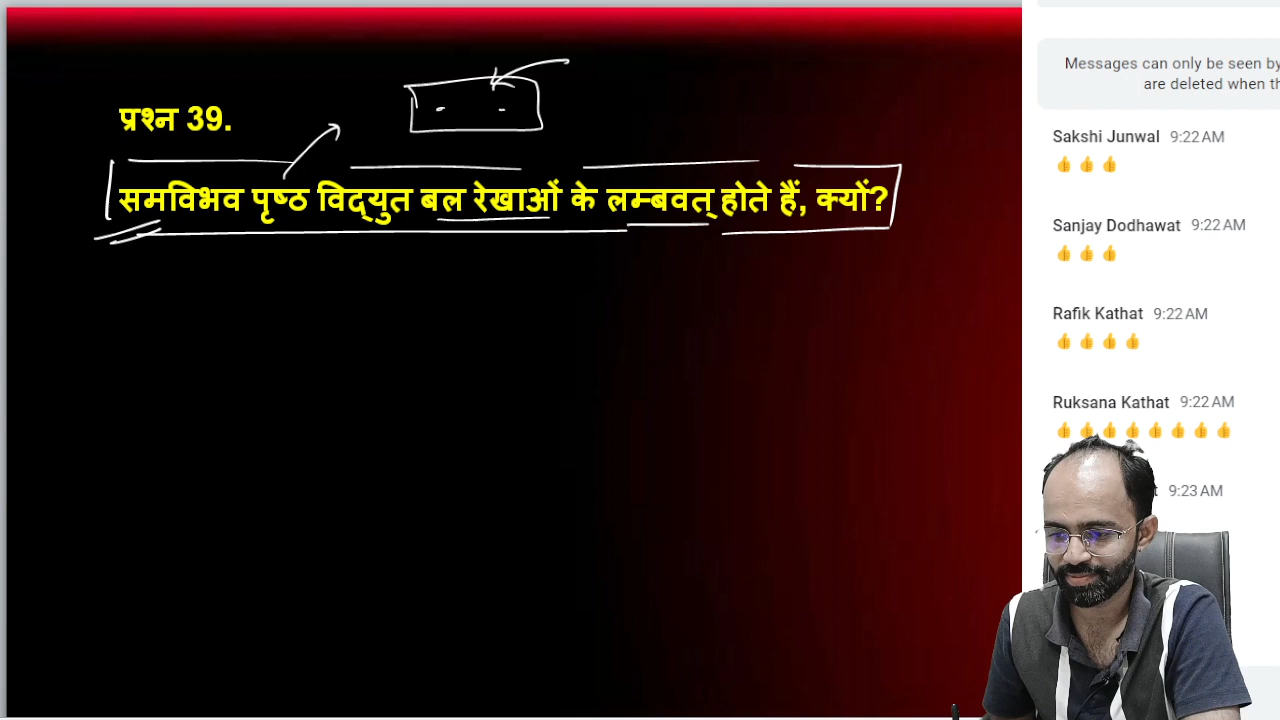 प्रश्न 39.
समविभव पृष्ठ विद्युत बल रेखाओं के लम्बवत् होते हैं, क्यों?
Messages can only be seen by
are deleted when th
Sakshi Junwal 9:22 AM
👍👍👍
Sanjay Dodhawat 9:22 AM
👍👍👍
Rafik Kathat 9:22 AM
👍👍👍👍
Ruksana Kathat 9:22 AM
👍👍👍👍👍👍👍👍
t 9:23 AM